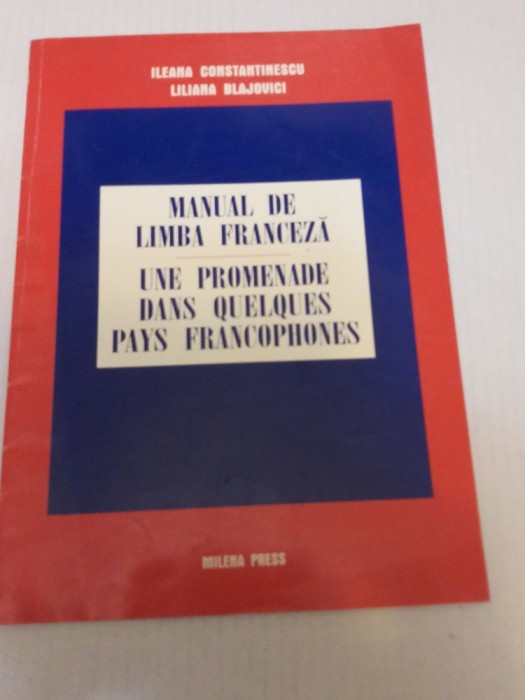 ILEANA CONSTANTINESCU
LILIANA BLAJOVICI
MANUAL DE
LIMBA FRANCEZĂ
UNE PROMENADE
DANS QUELQUES
PAYS FRANCOPHONES
MILENA PRESS